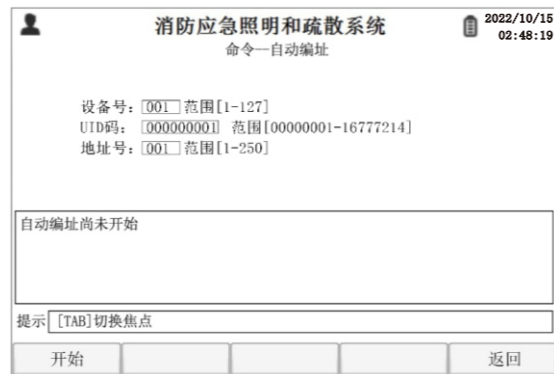 消防应急照明和疏散系统
命令--自动编址
2022/10/15
02:48:19
设备号： 001 范围[1-127]
UID码： 000000001 范围[00000001-16777214]
地址号： 001 范围[1-250]
自动编址尚未开始
提示 [TAB]切换焦点
开始 返回